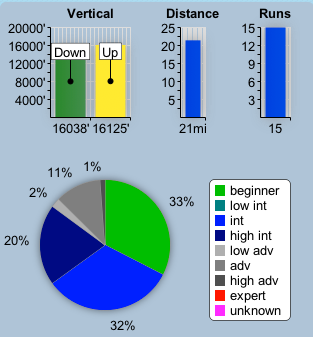 Vertical Distance Runs
20000' 25 15
16000' 20 12
12000' 15 9
8000' 10 6
4000' 5 3
Down Up
16038' 16125' 21mi 15
1%
11%
2%
33%
20%
32%
beginner
low int
int
high int
low adv
adv
high adv
expert
unknown